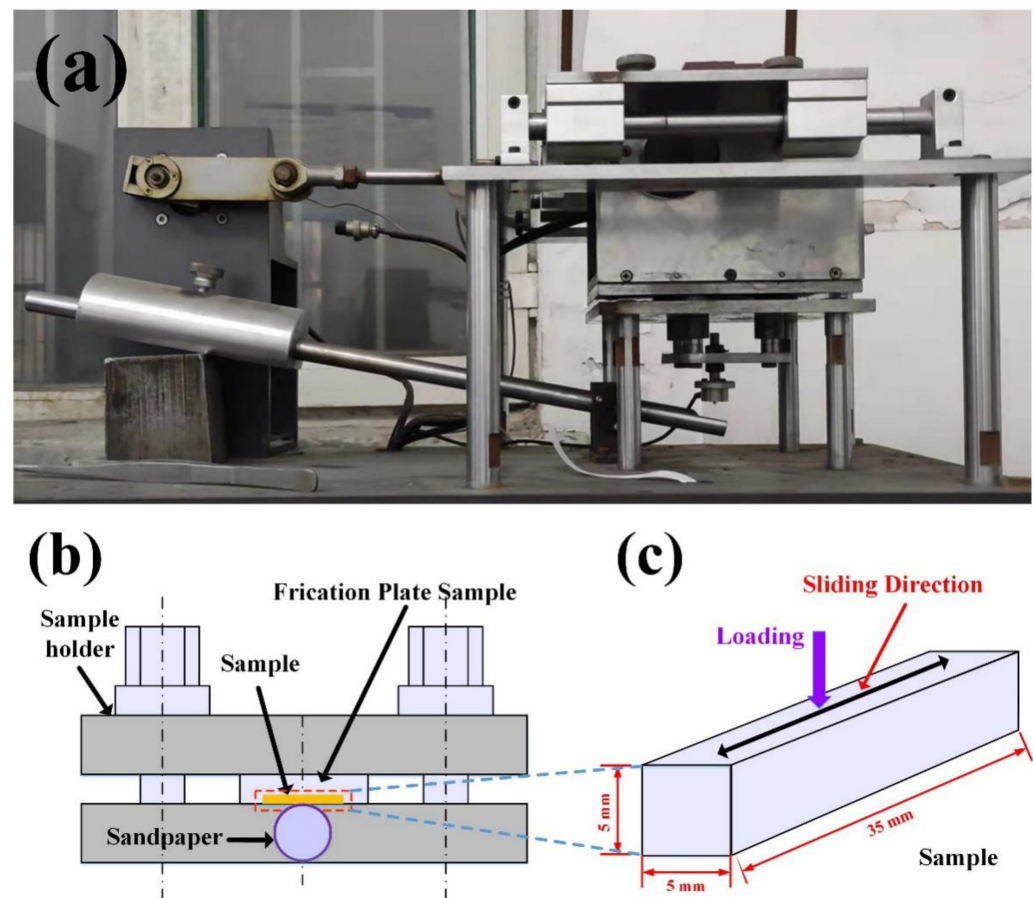 (a)
(b)
Sample
holder
Frication Plate Sample
Sample
Sandpaper
(c)
Sliding Direction
Loading
5 mm
5 mm
35 mm
Sample